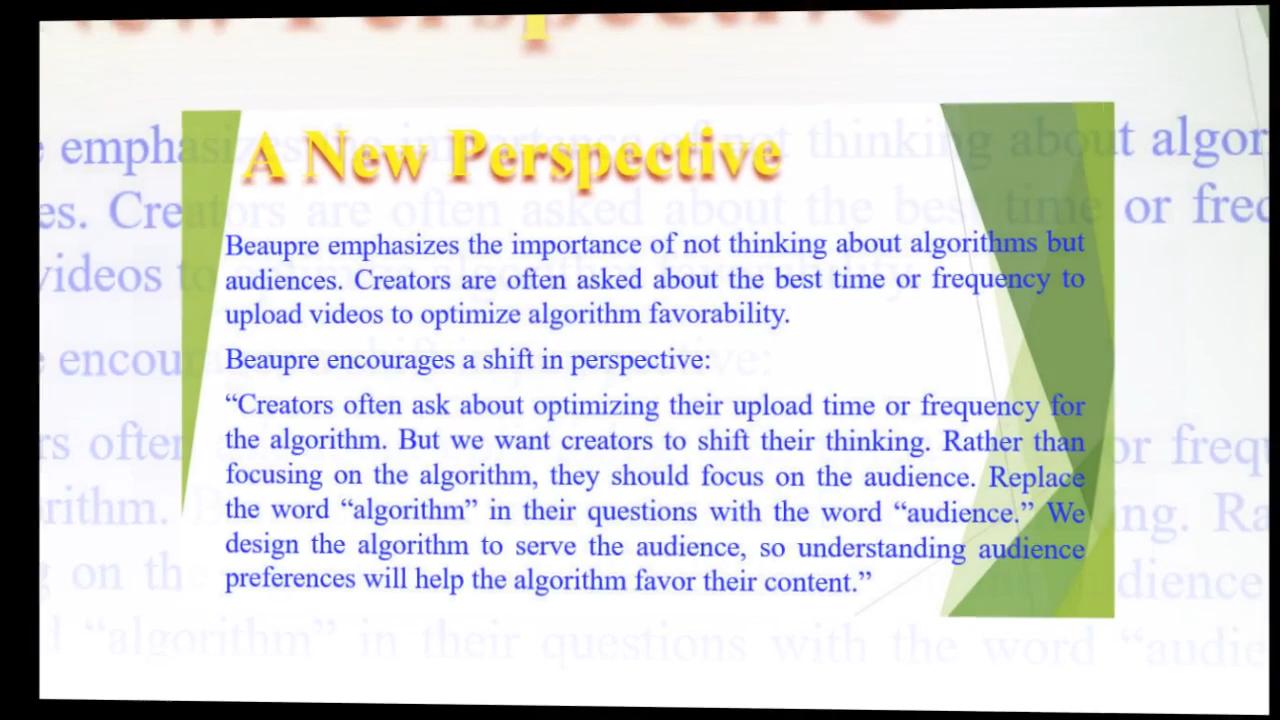 A New Perspective
Beaupre emphasizes the importance of not thinking about algorithms but
audiences. Creators are often asked about the best time or frequency to
upload videos to optimize algorithm favorability.
Beaupre encourages a shift in perspective:
“Creators often ask about optimizing their upload time or frequency for
the algorithm. But we want creators to shift their thinking. Rather than
focusing on the algorithm, they should focus on the audience. Replace
the word “algorithm” in their questions with the word “audience.” We
design the algorithm to serve the audience, so understanding audience
preferences will help the algorithm favor their content.”